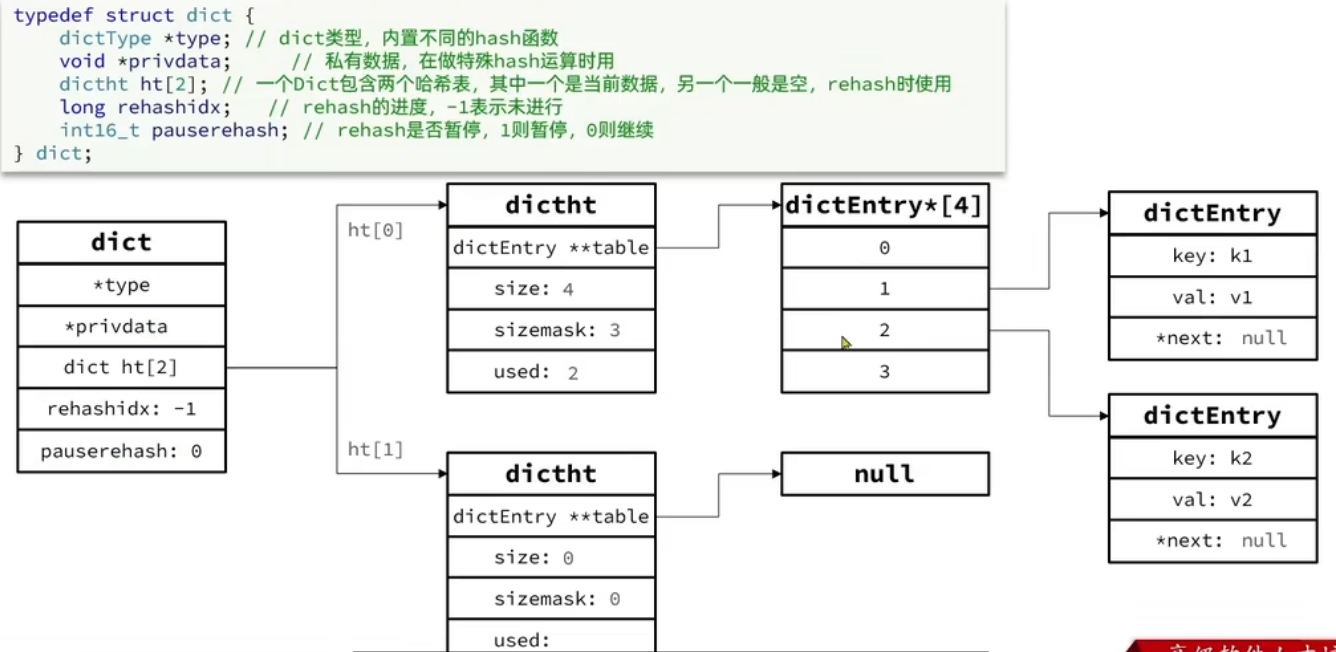 typedef struct dict {
dictType *type; // dict类型，内置不同的hash函数
void *privdata; // 私有数据，在做特殊hash运算时用
dictht ht[2]; // 一个Dict包含两个哈希表，其中一个是当前数据，另一个一般是空，rehash时使用
long rehashidx; // rehash的进度，-1表示未进行
int16_t pauserehash; // rehash是否暂停，1则暂停，0则继续
} dict;
dict
*type
*privdata
dict ht[2]
rehashidx: -1
pauserehash: 0
ht[0]
dictht
dictEntry **table
size: 4
sizemask: 3
used: 2
dictEntry*[4]
0
1
2
3
dictEntry
key: k1
val: v1
*next: null
dictEntry
key: k2
val: v2
*next: null
ht[1]
dictht
dictEntry **table
size: 0
sizemask: 0
used:
null